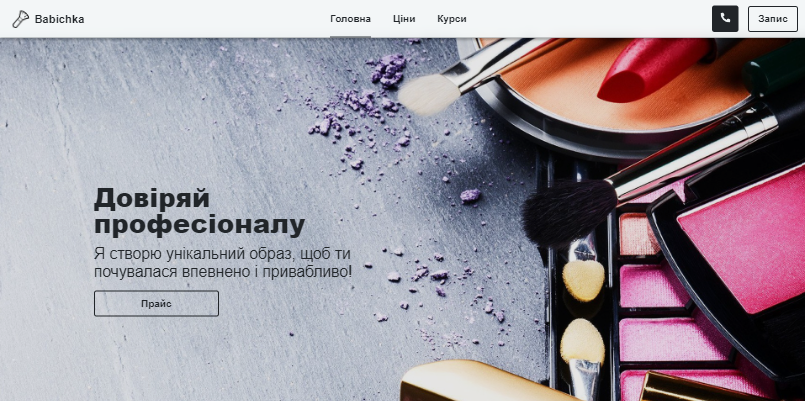 Babichka
Головна
Ціни
Курси
Запис
Довіряй
професіоналу
Я створю унікальний образ, щоб ти
почувалася впевнено і привабливо!
Прайс